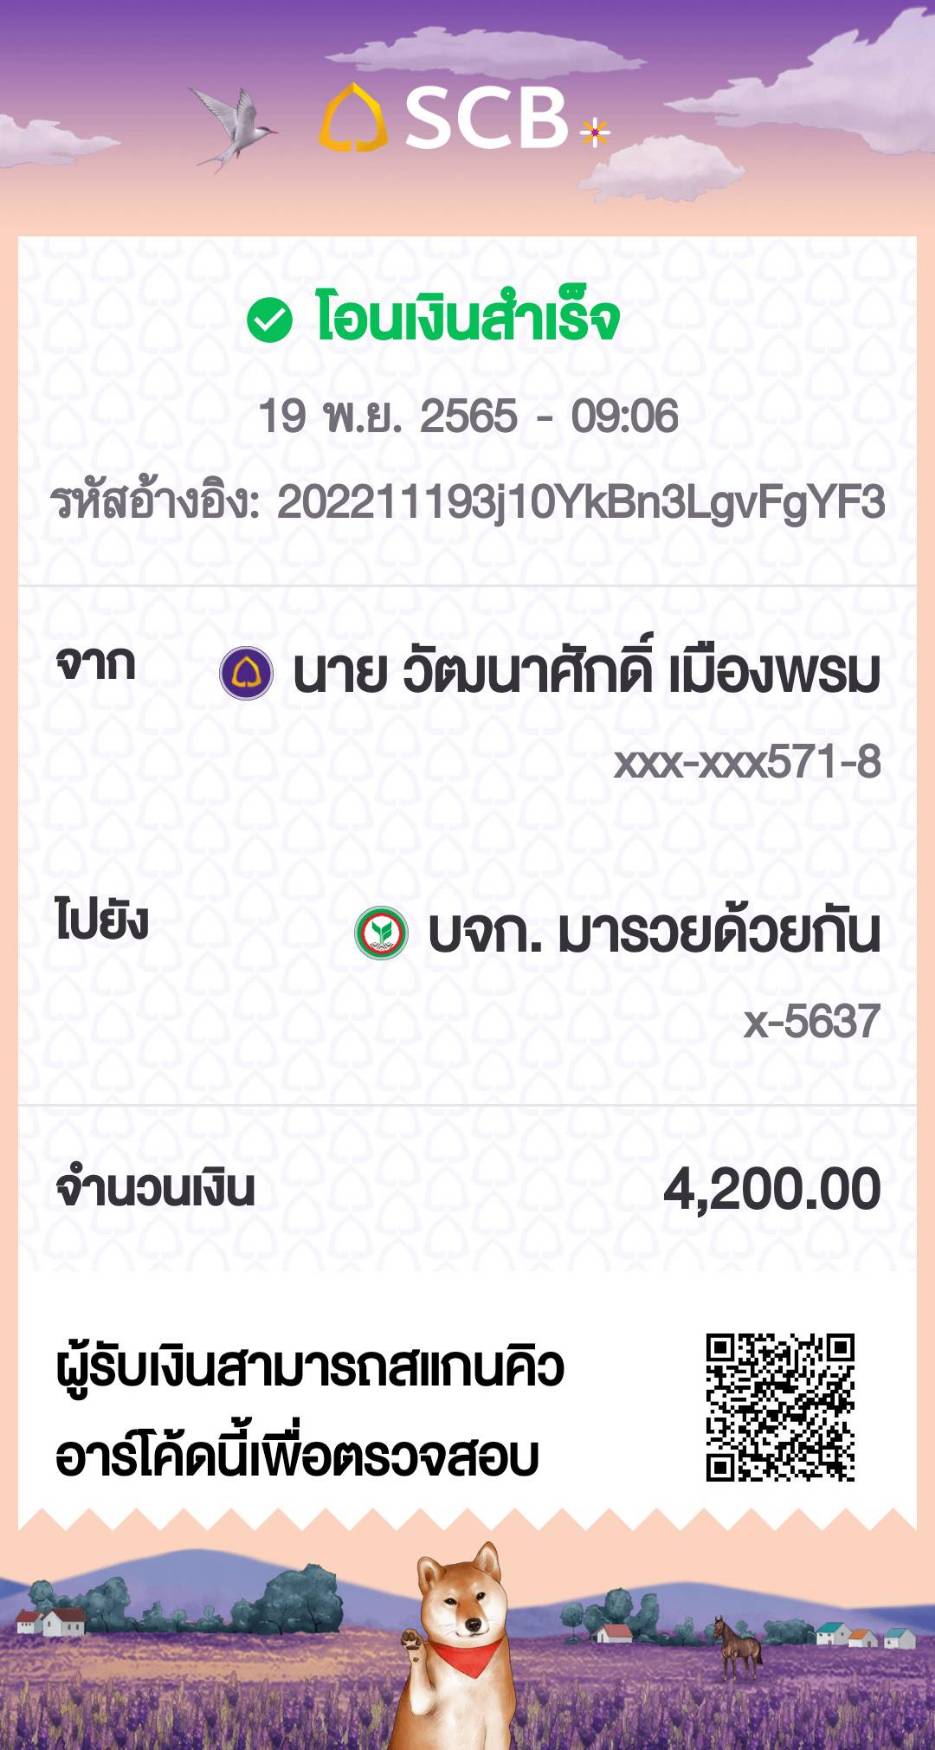 SCB
โอนเงินสำเร็จ
19 พ.ย. 2565 - 09:06
รหัสอ้างอิง: 202211193j10YkBn3LgvFgYF3
จาก นาย วัฒนาศักดิ์ เมืองพรม
xxx-xxx571-8
ไปยัง บจก. มารวยด้วยกัน
x-5637
จำนวนเงิน 4,200.00
ผู้รับเงินสามารถสแกนคิว
อาร์โค้ดนี้เพื่อตรวจสอบ